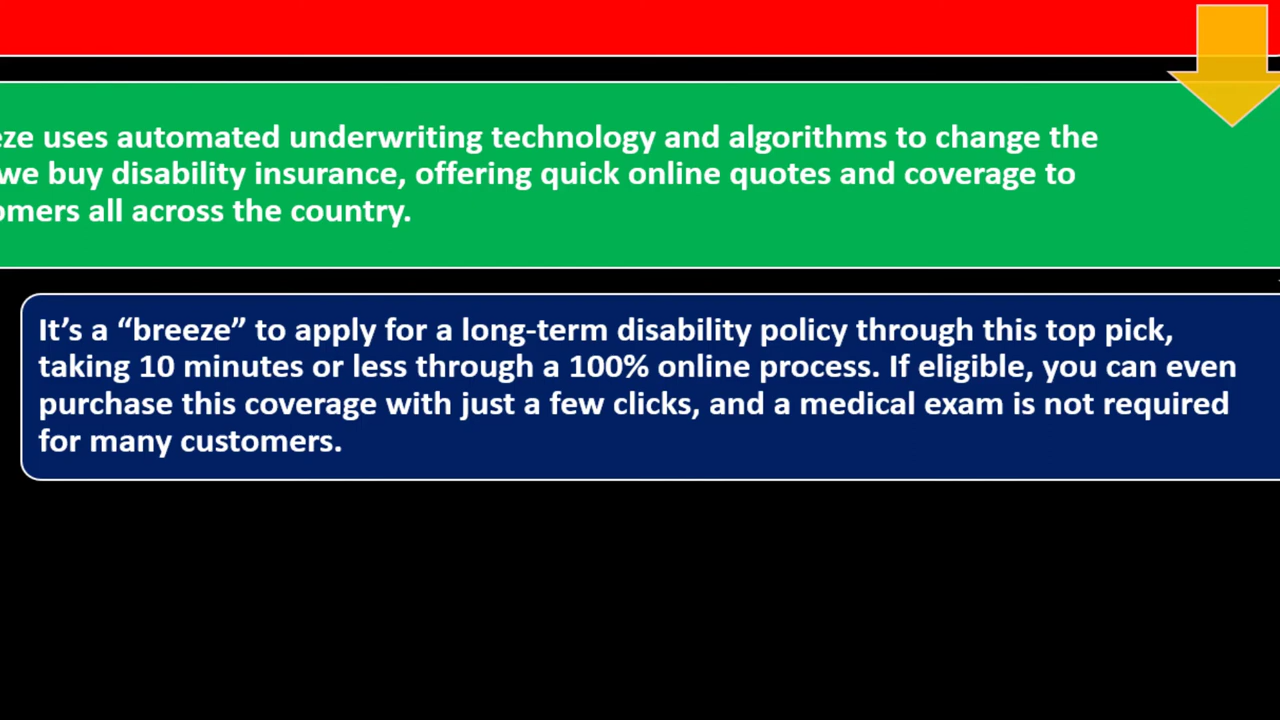 eze uses automated underwriting technology and algorithms to change the
we buy disability insurance, offering quick online quotes and coverage to
omers all across the country.
It’s a “breeze” to apply for a long-term disability policy through this top pick,
taking 10 minutes or less through a 100% online process. If eligible, you can even
purchase this coverage with just a few clicks, and a medical exam is not required
for many customers.